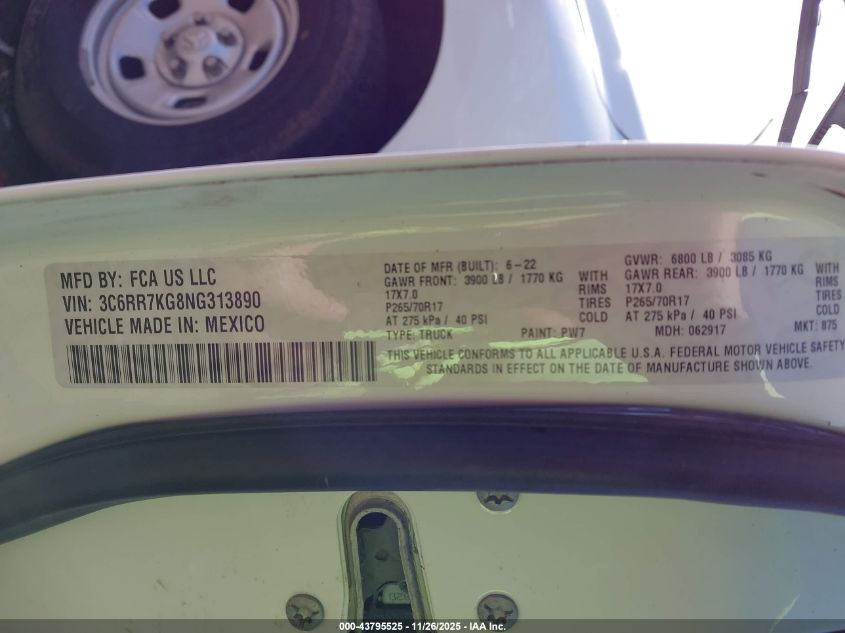 MFD BY: FCA US LLC
VIN: 3C6RR7KG8NG313890
VEHICLE MADE IN: MEXICO
DATE OF MFR (BUILT): 6-22
GAWR FRONT: 3900 LB / 1770 KG WITH
17X7.0 RIMS
P265/70R17 TIRES
AT 275 kPa / 40 PSI COLD
TYPE: TRUCK PAINT: PW7
GVWR: 6800 LB / 3085 KG
GAWR REAR: 3900 LB / 1770 KG WITH
17X7.0 RIMS
P265/70R17 TIRES
AT 275 kPa / 40 PSI COLD
MDH: 062917 MKT: 875
THIS VEHICLE CONFORMS TO ALL APPLICABLE U.S.A. FEDERAL MOTOR VEHICLE SAFETY
STANDARDS IN EFFECT ON THE DATE OF MANUFACTURE SHOWN ABOVE.
000-43795525 - 11/26/2025 - IAA Inc.